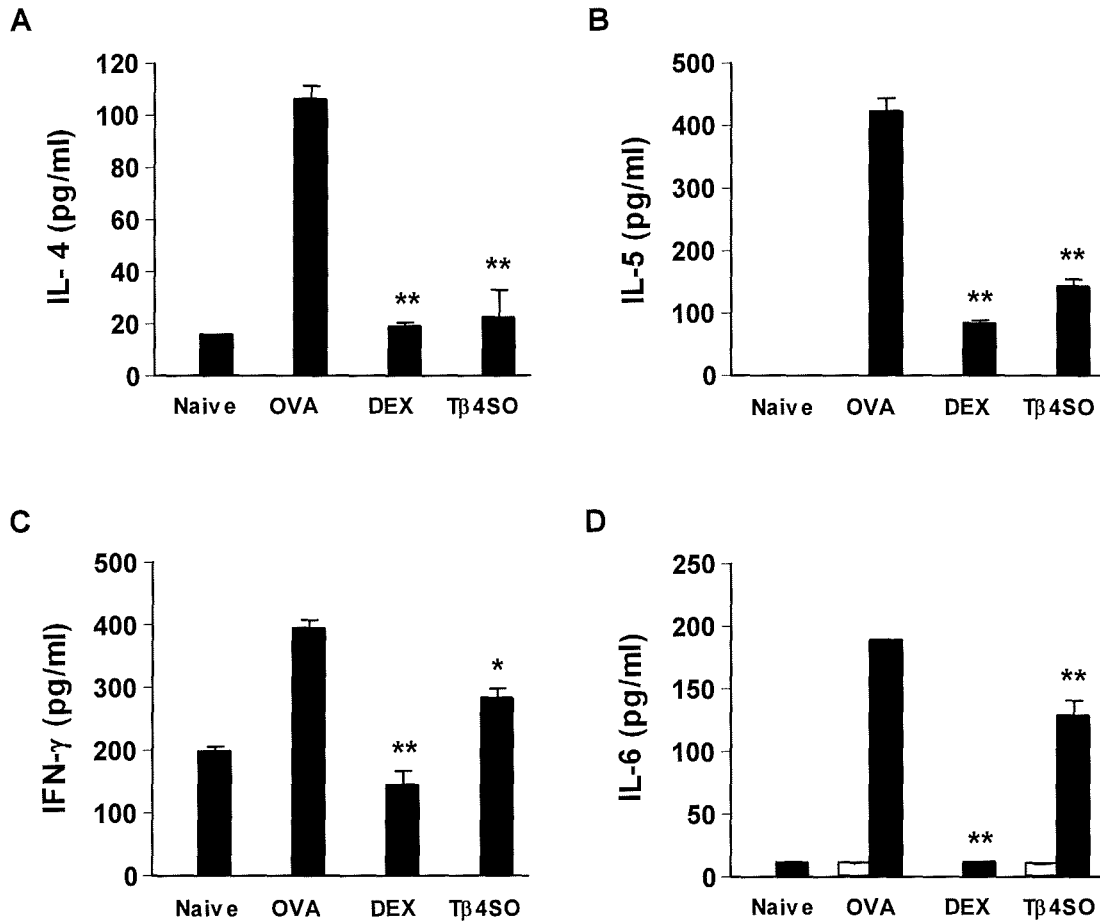 A
IL- 4 (pg/ml)
120
100
80
60
40
20
0
**
**
Naive OVA DEX Tβ4SO
B
IL-5 (pg/ml)
500
400
300
200
100
0
**
**
Naive OVA DEX Tβ4SO
C
IFN-γ (pg/ml)
500
400
300
200
100
0
**
*
Naive OVA DEX Tβ4SO
D
IL-6 (pg/ml)
250
200
150
100
50
0
**
**
Naive OVA DEX Tβ4SO